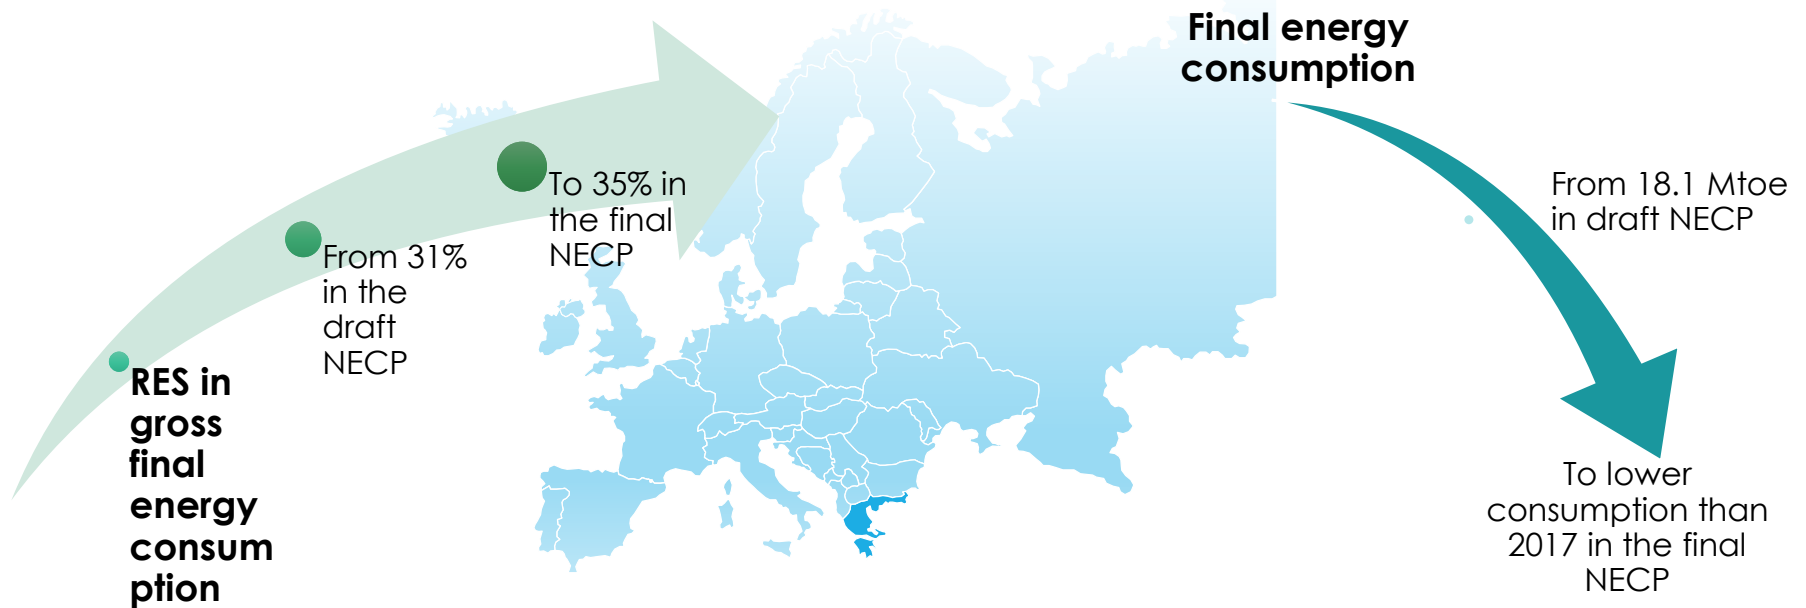 RES in
gross
final
energy
consum
ption
From 31%
in the
draft
NECP
To 35% in
the final
NECP
Final energy
consumption
From 18.1 Mtoe
in draft NECP
To lower
consumption than
2017 in the final
NECP